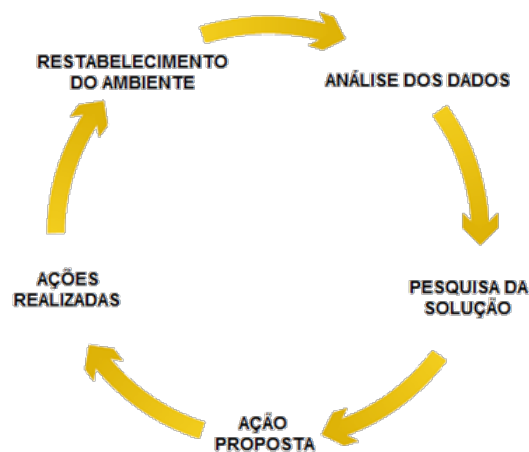 RESTABELECIMENTO
DO AMBIENTE
ANÁLISE DOS DADOS
PESQUISA DA
SOLUÇÃO
AÇÃO
PROPOSTA
AÇÕES
REALIZADAS